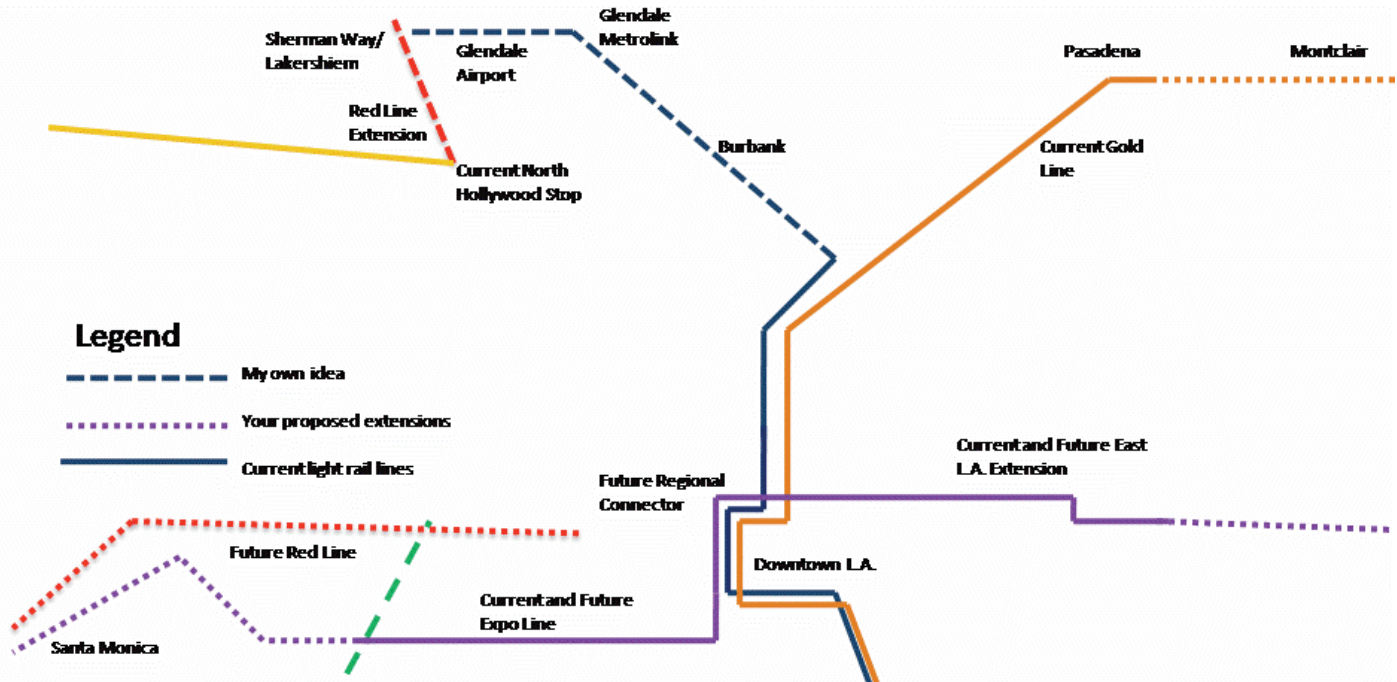 Glendale
Metrolink
Sherman Way/
Lakershiem
Glendale
Airport
Pasadena
Montclair
Red Line
Extension
Burbank
Current Gold
Line
Current North
Hollywood Stop
Legend
My own idea
Your proposed extensions
Current light rail lines
Current and Future East
L.A. Extension
Future Regional
Connector
Future Red Line
Downtown L.A.
Current and Future
Expo Line
Santa Monica